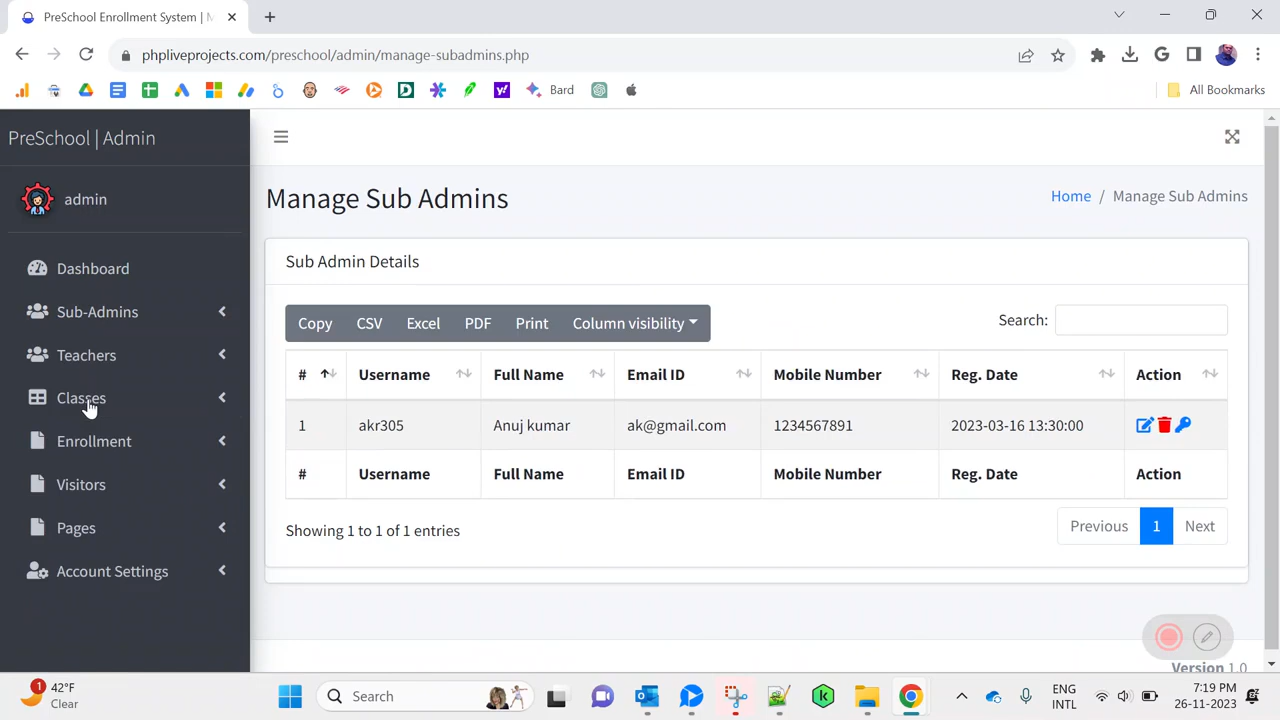 PreSchool Enrollment System | M
phpliveprojects.com/preschool/admin/manage-subadmins.php
Bard
All Bookmarks
PreSchool | Admin
admin
Dashboard
Sub-Admins
Teachers
Classes
Enrollment
Visitors
Pages
Account Settings
Manage Sub Admins
Home / Manage Sub Admins
Sub Admin Details
Copy CSV Excel PDF Print Column visibility
Search:
# Username Full Name Email ID Mobile Number Reg. Date Action
1 akr305 Anuj kumar ak@gmail.com 1234567891 2023-03-16 13:30:00
# Username Full Name Email ID Mobile Number Reg. Date Action
Showing 1 to 1 of 1 entries
Previous 1 Next
Version 1.0
1
42°F
Clear
Search
ENG
INTL
7:19 PM
26-11-2023